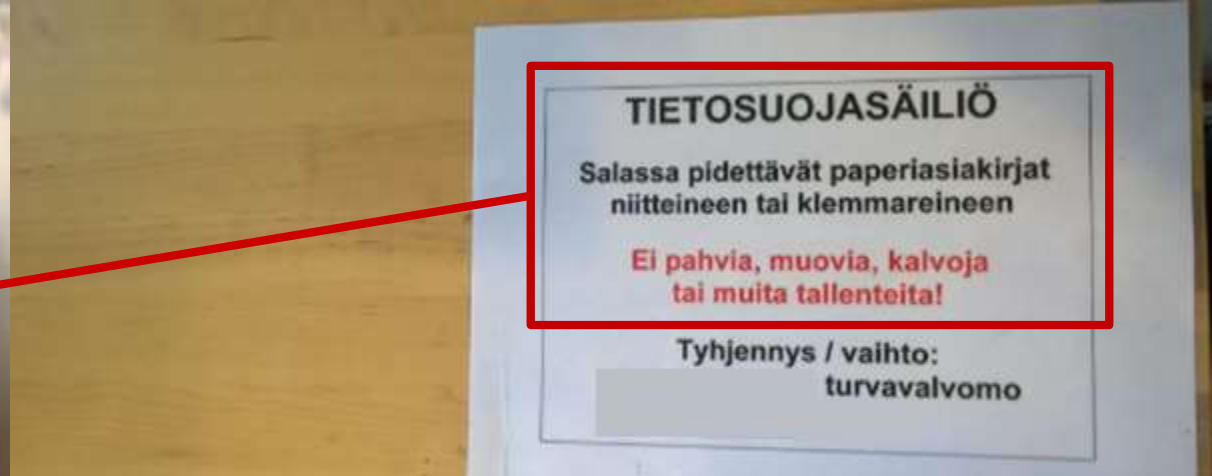 TIETOSUOJASÄILIÖ
Salassa pidettävät paperiasiakirjat
niitteineen tai klemmareineen
Ei pahvia, muovia, kalvoja
tai muita tallenteita!
Tyhjennys / vaihto:
turvavalvomo